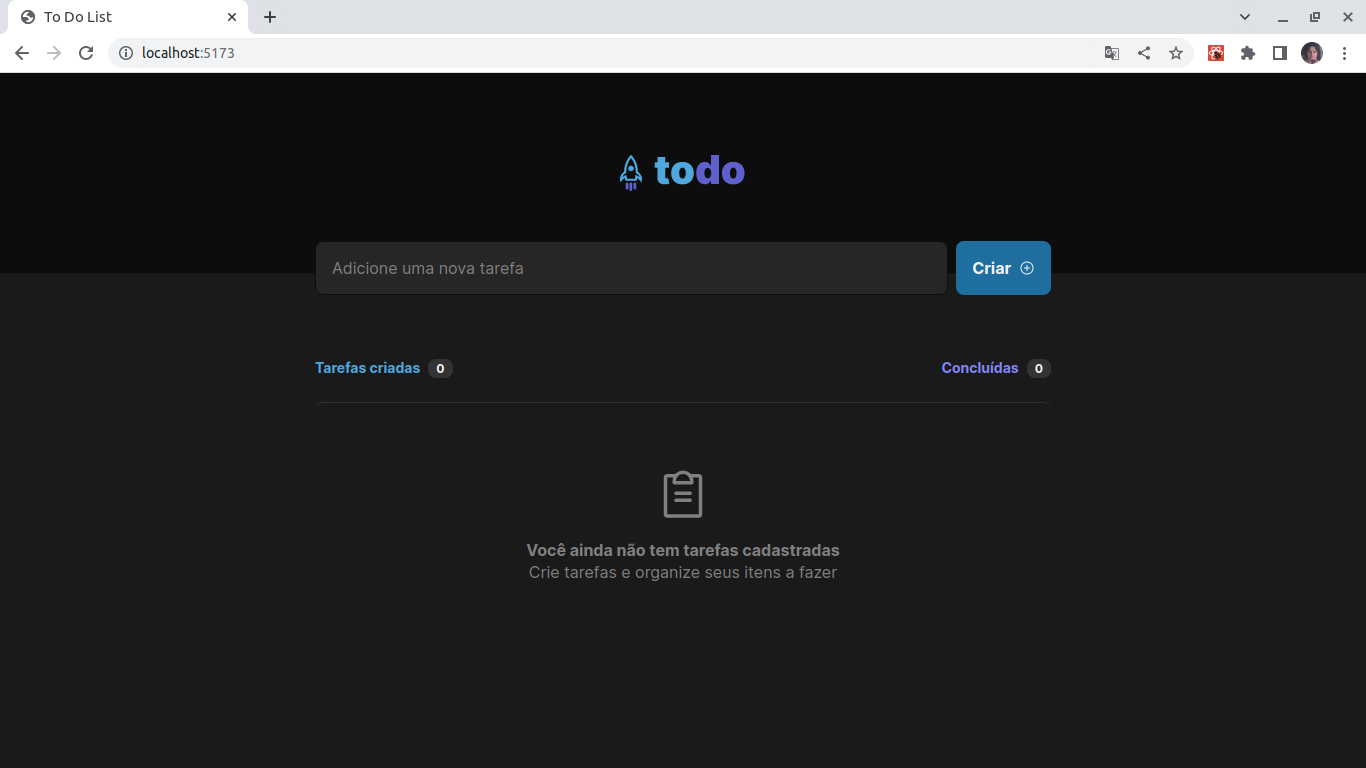 To Do List
localhost:5173
todo
Adicione uma nova tarefa
Criar
Tarefas criadas 0
Concluídas 0
Você ainda não tem tarefas cadastradas
Crie tarefas e organize seus itens a fazer